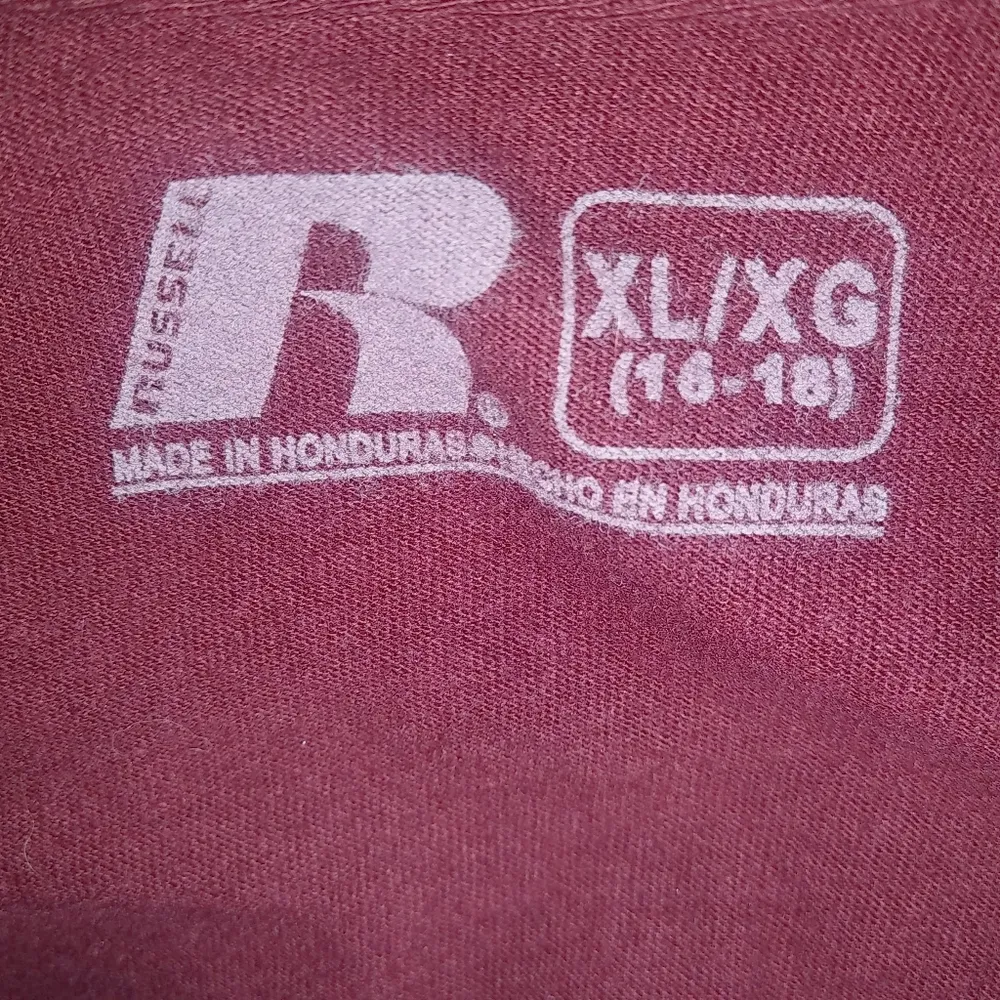 RUSSELL
R®
XL/XG
(16-18)
MADE IN HONDURAS•HECHO EN HONDURAS